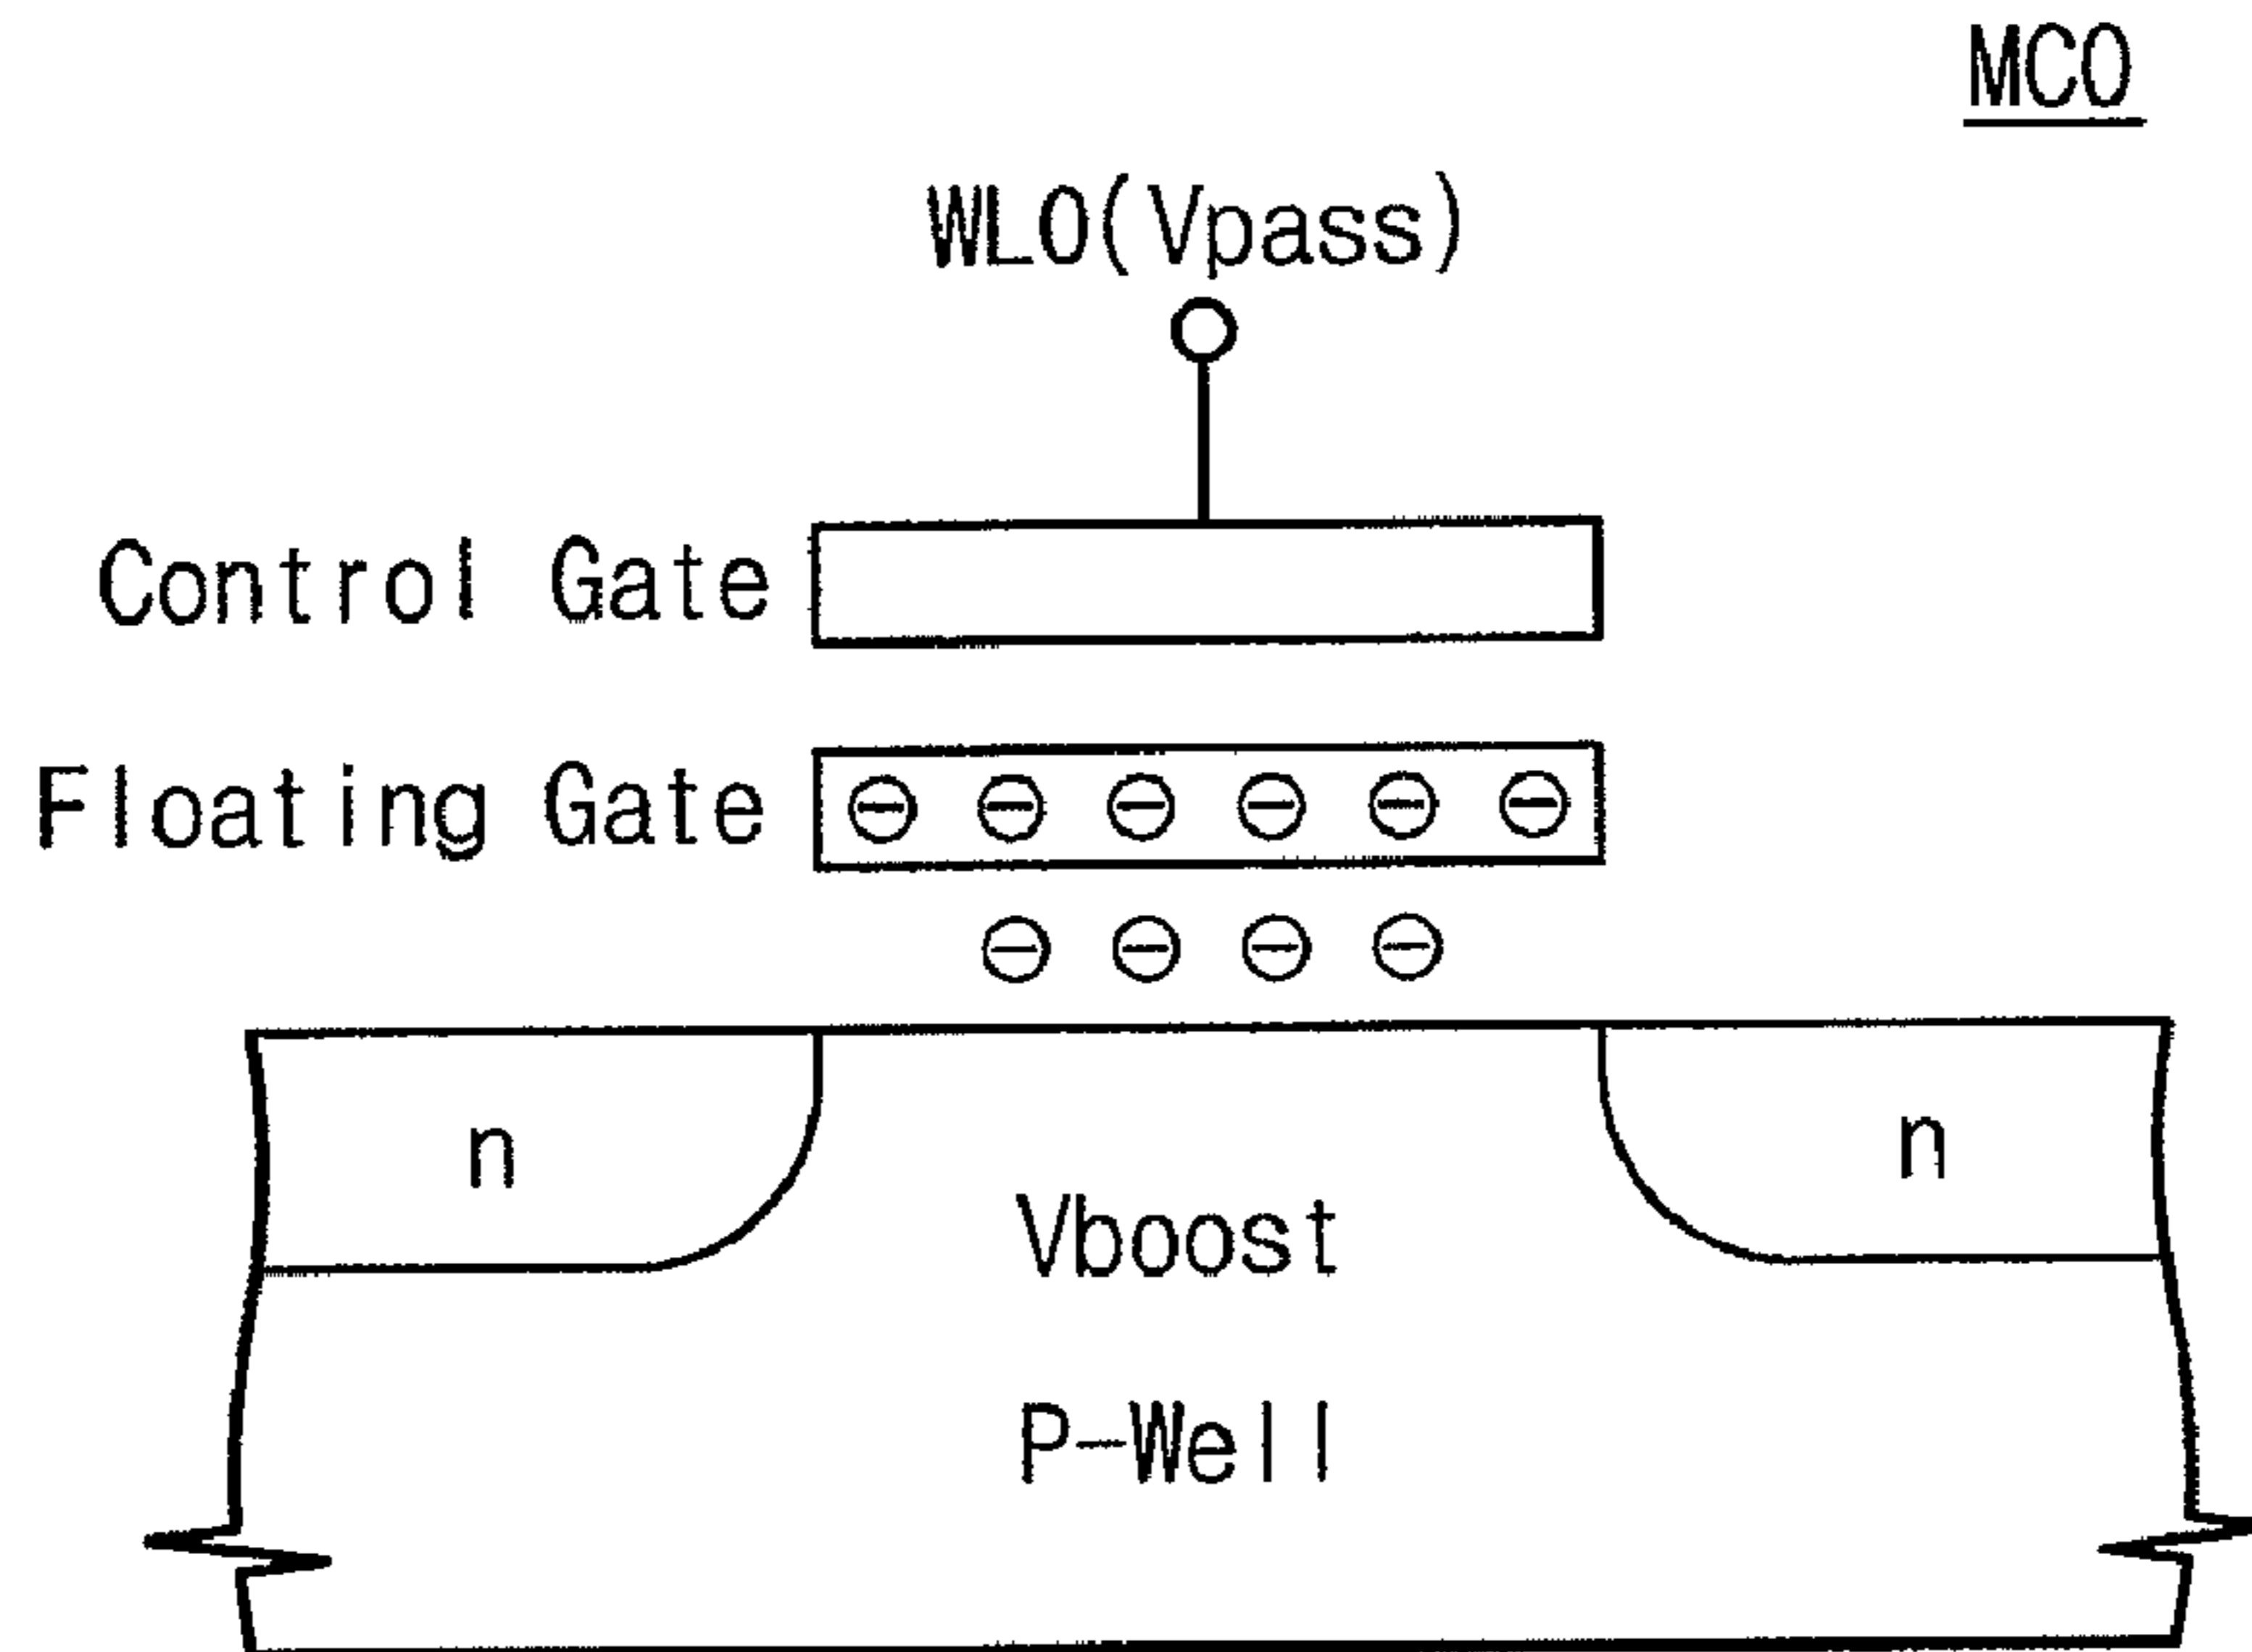 MC0
WL0(Vpass)
Control Gate
Floating Gate
n
n
Vboost
P-Well